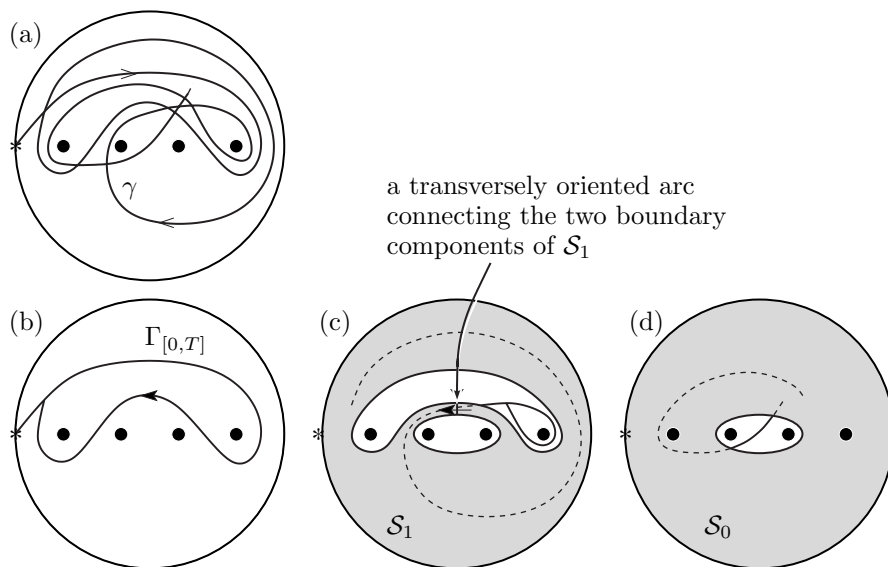 (a)
*
γ
a transversely oriented arc
connecting the two boundary
components of 𝒮₁
(b) Γ[0,T] (c) (d)
* * *
𝒮₁ 𝒮₀